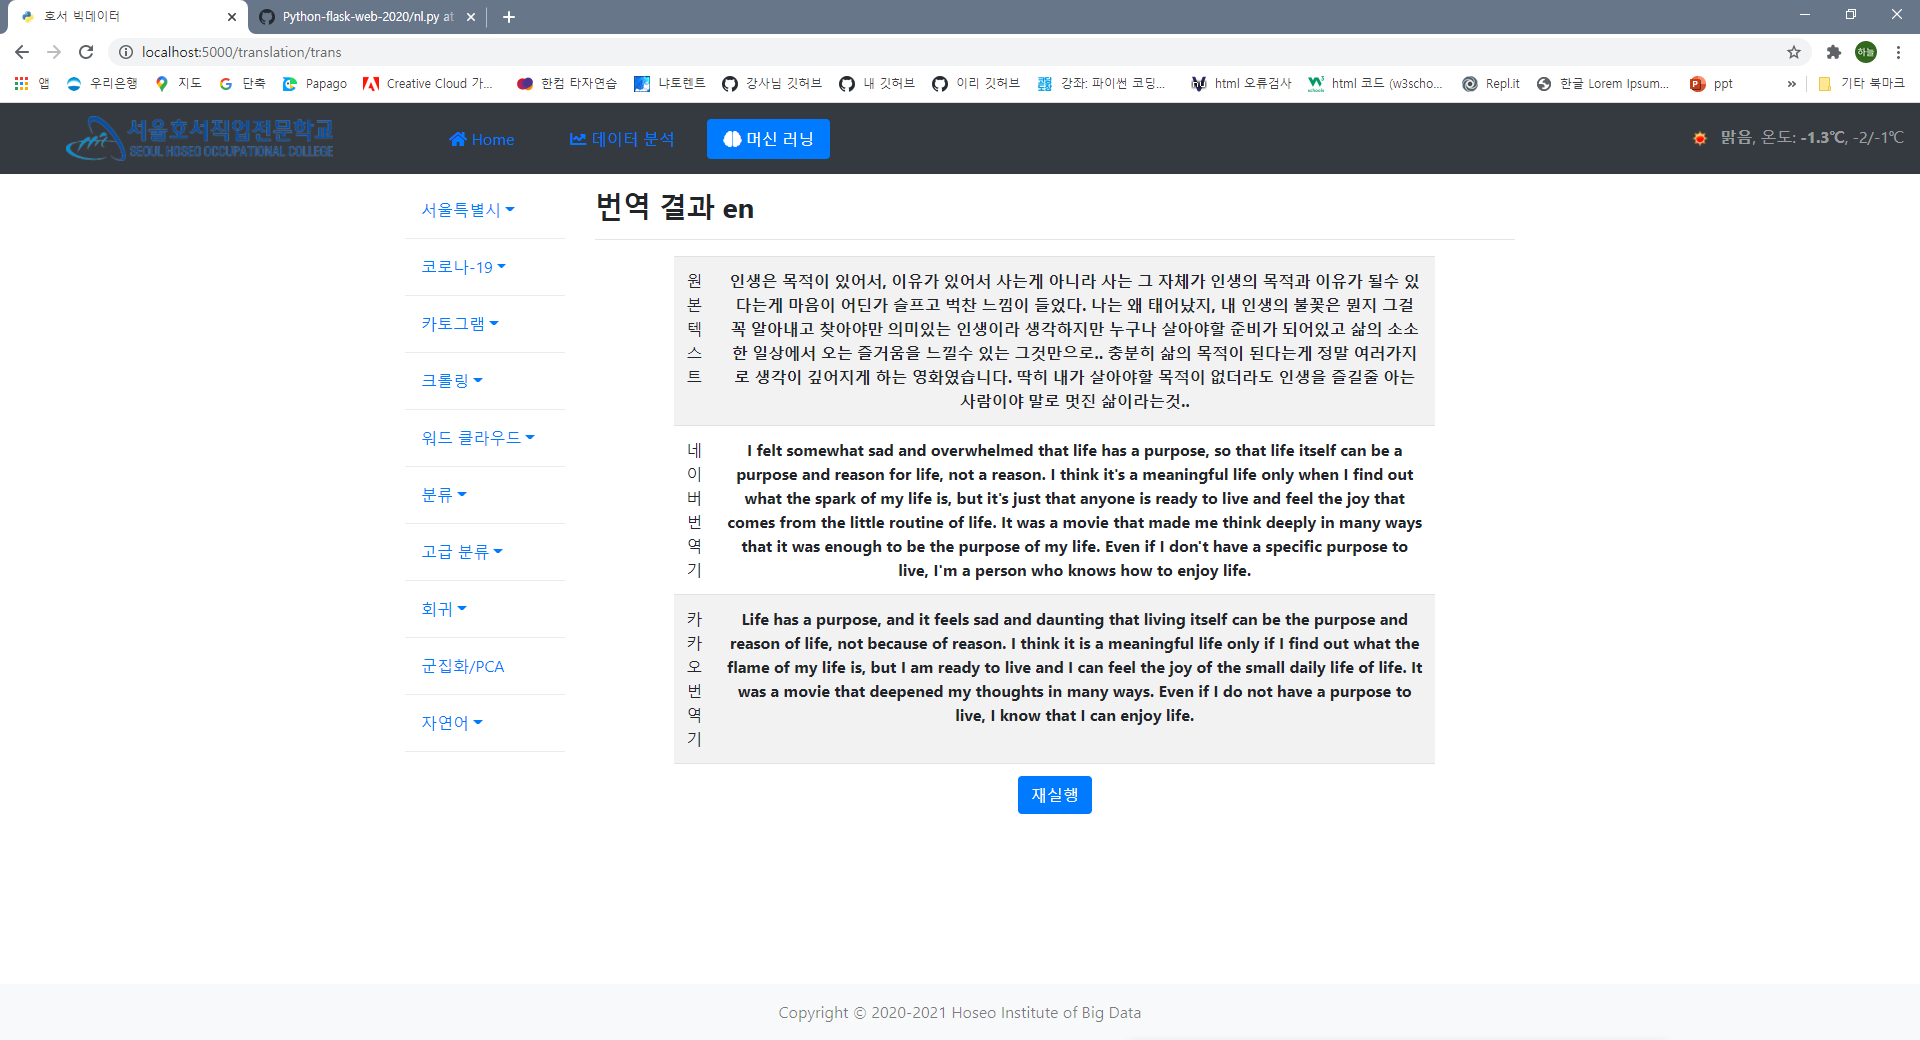 호서 빅데이터
Python-flask-web-2020/nl.py at
localhost:5000/translation/trans
하늘
앱 우리은행 지도 단축 Papago Creative Cloud 가... 한컴 타자연습 냐토렌트 강사님 깃허브 내 깃허브 이리 깃허브 강좌: 파이썬 코딩... html 오류검사 html 코드 (w3scho... Repl.it 한글 Lorem Ipsum... ppt » 기타 북마크
서울호서직업전문학교
SEOUL HOSEO OCCUPATIONAL COLLEGE
Home 데이터 분석 머신 러닝
맑음, 온도: -1.3℃, -2/-1℃
서울특별시
코로나-19
카토그램
크롤링
워드 클라우드
분류
고급 분류
회귀
군집화/PCA
자연어
번역 결과 en
원본텍스트
인생은 목적이 있어서, 이유가 있어서 사는게 아니라 사는 그 자체가 인생의 목적과 이유가 될수 있
다는게 마음이 어딘가 슬프고 벅찬 느낌이 들었다. 나는 왜 태어났지, 내 인생의 불꽃은 뭔지 그걸
꼭 알아내고 찾아야만 의미있는 인생이라 생각하지만 누구나 살아야할 준비가 되어있고 삶의 소소
한 일상에서 오는 즐거움을 느낄수 있는 그것만으로.. 충분히 삶의 목적이 된다는게 정말 여러가지
로 생각이 깊어지게 하는 영화였습니다. 딱히 내가 살아야할 목적이 없더라도 인생을 즐길줄 아는
사람이야 말로 멋진 삶이라는것..
네이버번역기
I felt somewhat sad and overwhelmed that life has a purpose, so that life itself can be a
purpose and reason for life, not a reason. I think it's a meaningful life only when I find out
what the spark of my life is, but it's just that anyone is ready to live and feel the joy that
comes from the little routine of life. It was a movie that made me think deeply in many ways
that it was enough to be the purpose of my life. Even if I don't have a specific purpose to
live, I'm a person who knows how to enjoy life.
카카오번역기
Life has a purpose, and it feels sad and daunting that living itself can be the purpose and
reason of life, not because of reason. I think it is a meaningful life only if I find out what the
flame of my life is, but I am ready to live and I can feel the joy of the small daily life of life. It
was a movie that deepened my thoughts in many ways. Even if I do not have a purpose to
live, I know that I can enjoy life.
재실행
Copyright © 2020-2021 Hoseo Institute of Big Data